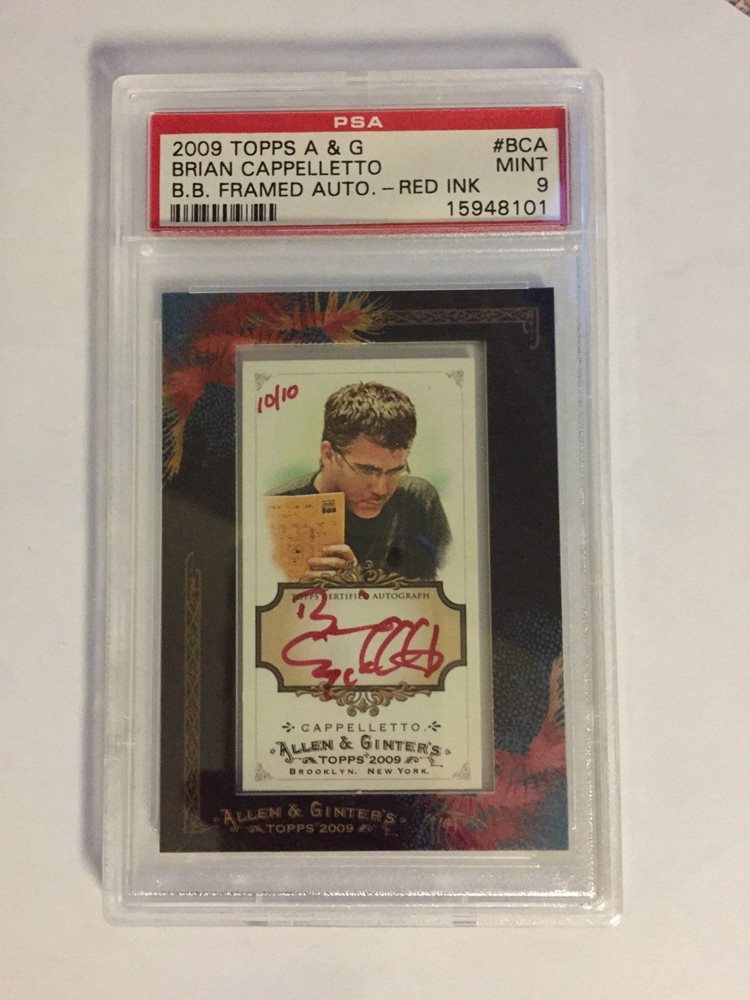 PSA
2009 TOPPS A & G #BCA
BRIAN CAPPELLETTO MINT
B.B. FRAMED AUTO. – RED INK 9
15948101
10/10
TOPPS CERTIFIED AUTOGRAPH
CAPPELLETTO
ALLEN & GINTER'S
TOPPS 2009
BROOKLYN, NEW YORK.
ALLEN & GINTER'S
TOPPS 2009